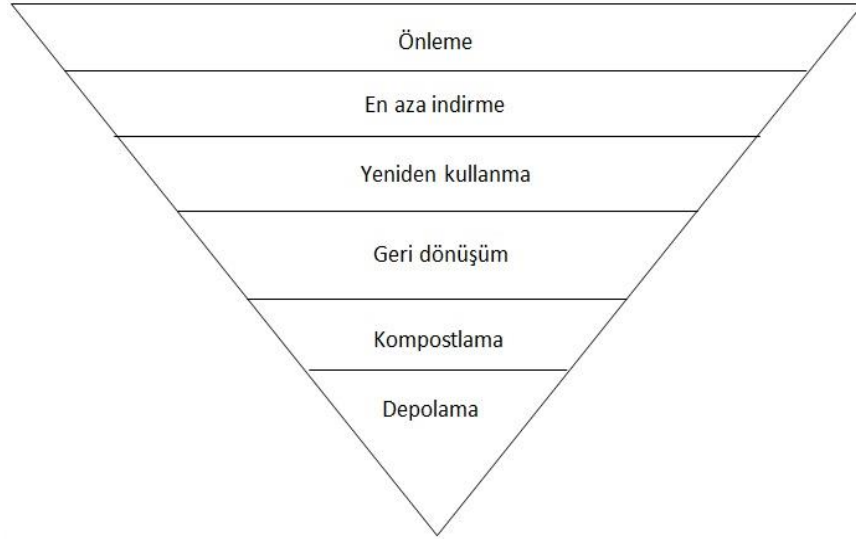 Önleme
En aza indirme
Yeniden kullanma
Geri dönüşüm
Kompostlama
Depolama